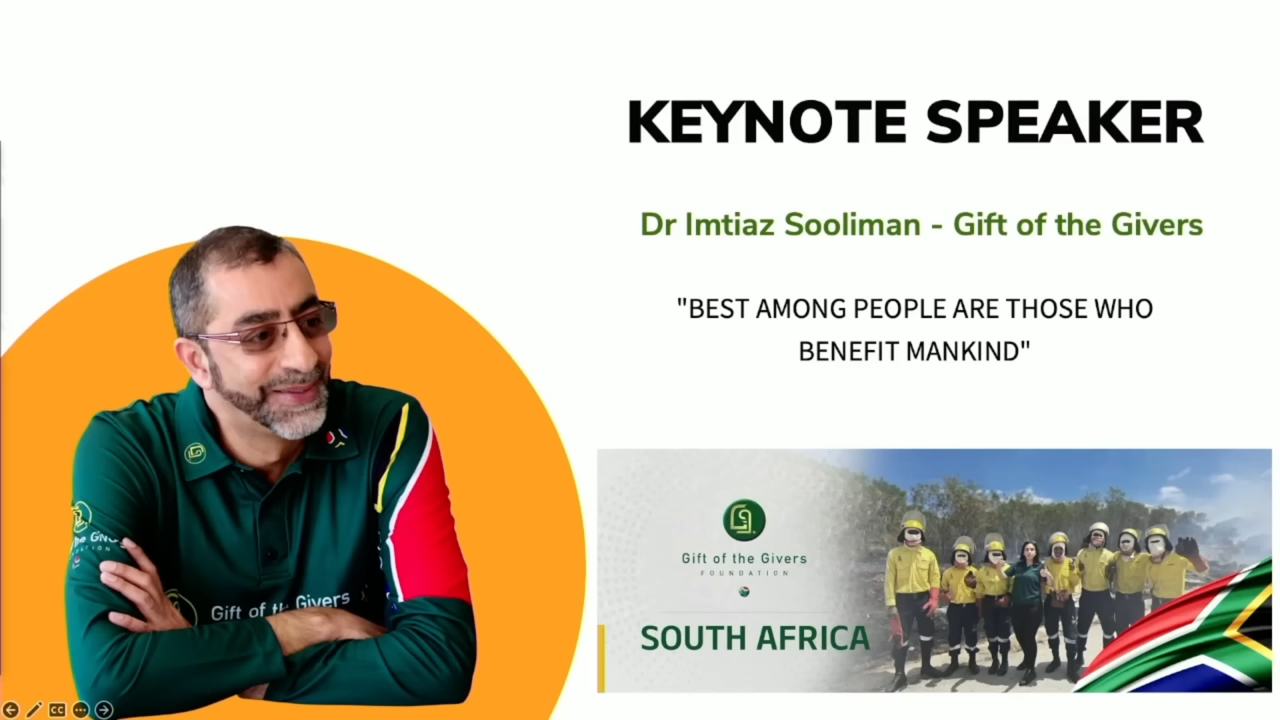 KEYNOTE SPEAKER
Dr Imtiaz Sooliman - Gift of the Givers
"BEST AMONG PEOPLE ARE THOSE WHO
BENEFIT MANKIND"
Gift of the Givers
Gift of the Givers
FOUNDATION
SOUTH AFRICA
CC